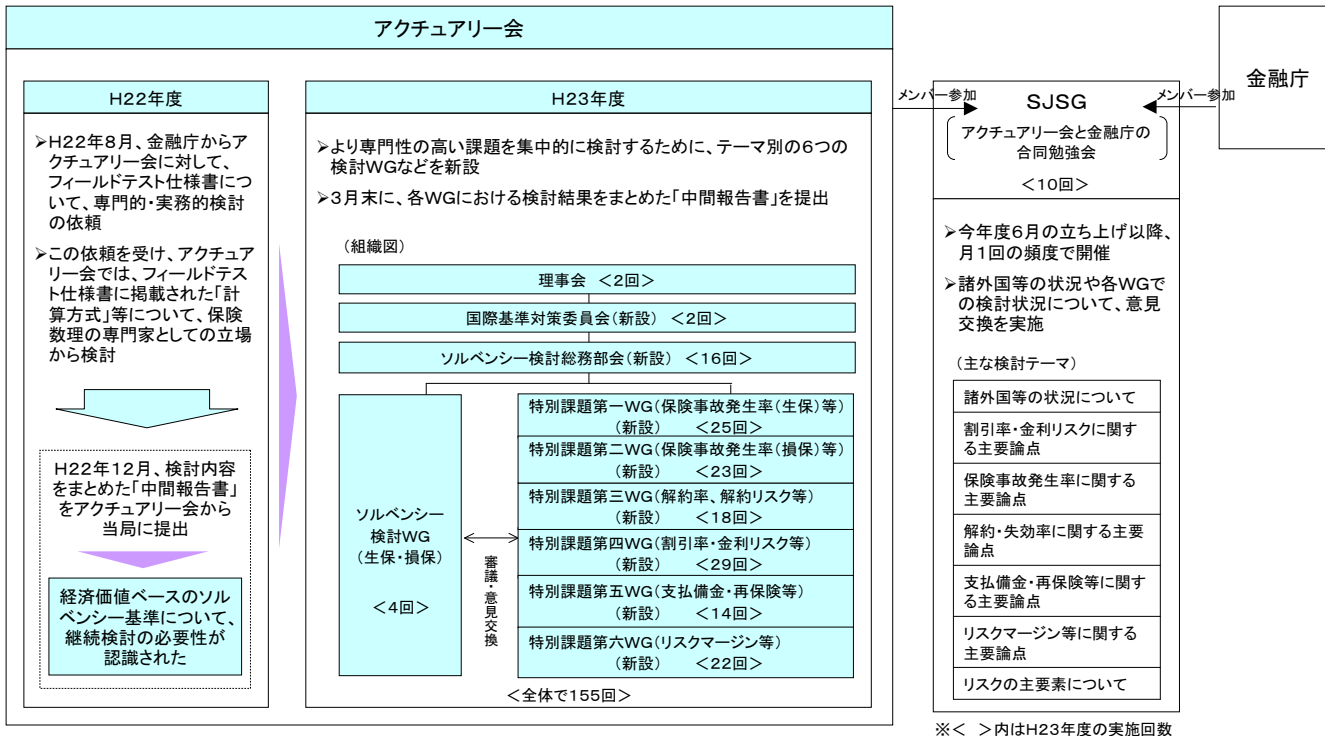 アクチュアリー会
H22年度
➢H22年8月、金融庁からア
クチュアリー会に対して、
フィールドテスト仕様書につ
いて、専門的・実務的検討
の依頼
➢この依頼を受け、アクチュア
リー会では、フィールドテス
ト仕様書に掲載された「計
算方式」等について、保険
数理の専門家としての立場
から検討
H22年12月、検討内容
をまとめた「中間報告書」
をアクチュアリー会から
当局に提出
経済価値ベースのソル
ベンシー基準について、
継続検討の必要性が
認識された
H23年度
➢より専門性の高い課題を集中的に検討するために、テーマ別の6つの
検討WGなどを新設
➢3月末に、各WGにおける検討結果をまとめた「中間報告書」を提出
(組織図)
理事会 <2回>
国際基準対策委員会(新設) <2回>
ソルベンシー検討総務部会(新設) <16回>
ソルベンシー
検討WG
(生保・損保)
<4回>
審議・意見交換
特別課題第一WG(保険事故発生率(生保)等)
(新設) <25回>
特別課題第二WG(保険事故発生率(損保)等)
(新設) <23回>
特別課題第三WG(解約率、解約リスク等)
(新設) <18回>
特別課題第四WG(割引率・金利リスク等)
(新設) <29回>
特別課題第五WG(支払備金・再保険等)
(新設) <14回>
特別課題第六WG(リスクマージン等)
(新設) <22回>
<全体で155回>
メンバー参加
SJSG
アクチュアリー会と金融庁の
合同勉強会
<10回>
メンバー参加
金融庁
➢今年度6月の立ち上げ以降、
月1回の頻度で開催
➢諸外国等の状況や各WGで
の検討状況について、意見
交換を実施
(主な検討テーマ)
諸外国等の状況について
割引率・金利リスクに関す
る主要論点
保険事故発生率に関する
主要論点
解約・失効率に関する主要
論点
支払備金・再保険等に関す
る主要論点
リスクマージン等に関する
主要論点
リスクの主要素について
※< >内はH23年度の実施回数